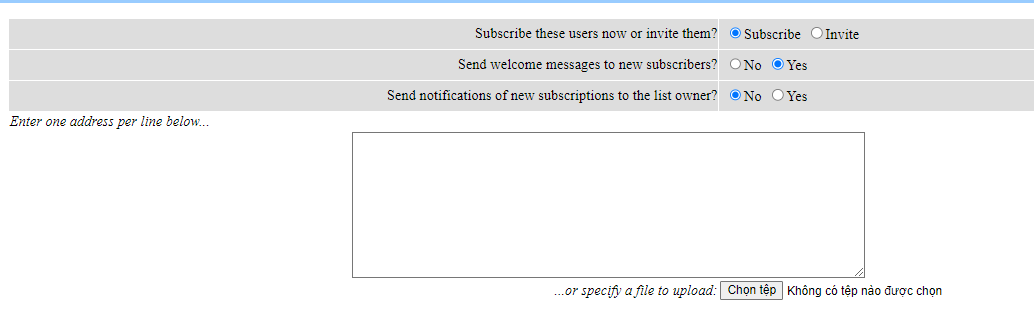 Subscribe these users now or invite them? Subscribe Invite
Send welcome messages to new subscribers? No Yes
Send notifications of new subscriptions to the list owner? No Yes
Enter one address per line below...
...or specify a file to upload: Chọn tệp Không có tệp nào được chọn